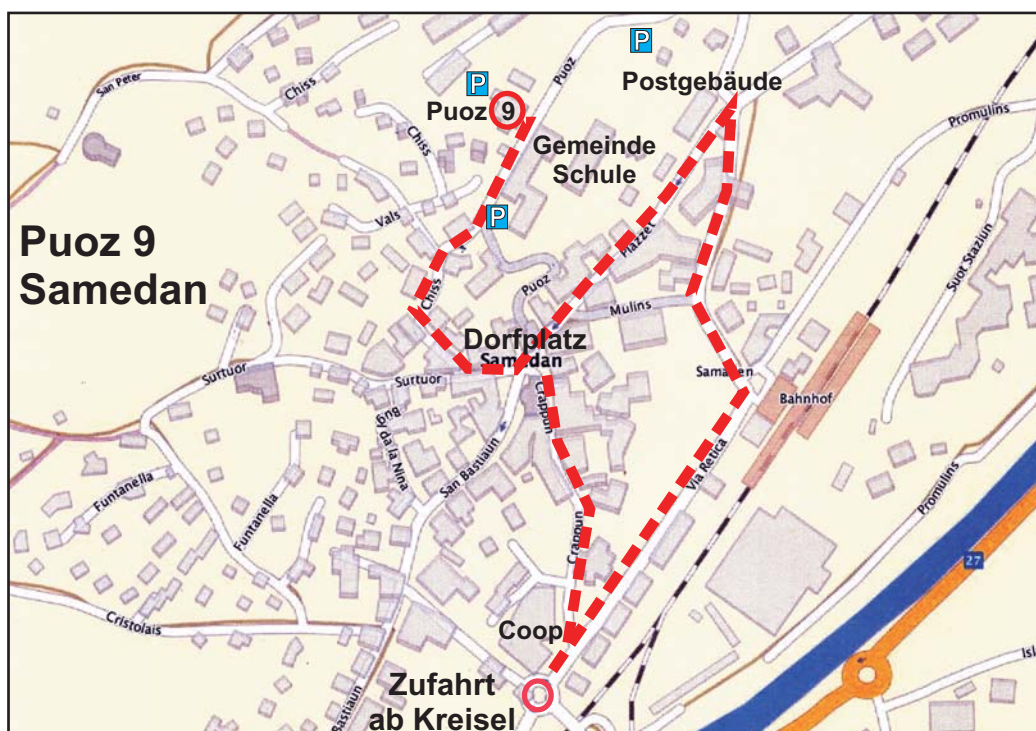 P
P
Postgebäude
Puoz 9
Puoz
San Peter
Chiss
Chiss
Promulins
Gemeinde
Schule
Vals
P
Puoz 9
Samedan
Plazzet
Suot Staziun
Chiss
Puoz
Mulins
Dorfplatz
Samedan
Surtuor
Surtuor
Crappun
Bahnhof
Bug
Y da la Nina
San Bastiaun
Via Retica
Funtanella
Funtanella
Promulins
Crappun
27
Cristolais
Coop
Bastiaun
Zufahrt
ab Kreisel